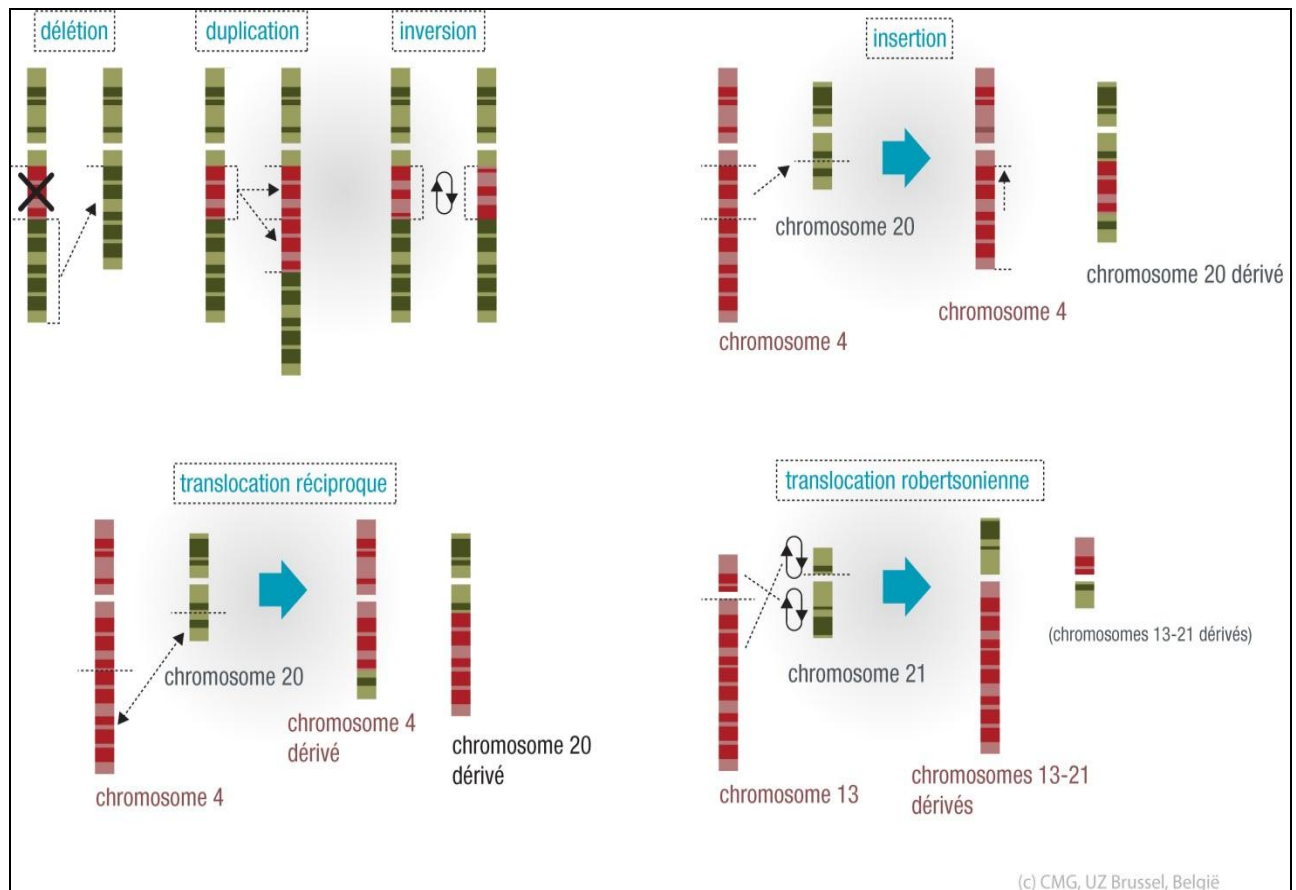 délétion
duplication
inversion
insertion
chromosome 20
chromosome 4
chromosome 4
chromosome 20 dérivé
translocation réciproque
translocation robertsonienne
chromosome 20
chromosome 4
chromosome 4
dérivé
chromosome 20
dérivé
chromosome 21
chromosome 13
chromosomes 13-21
dérivés
(chromosomes 13-21 dérivés)
(c) CMG, UZ Brussel, België